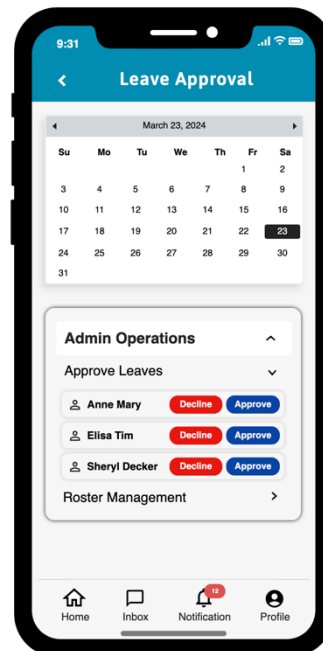 9:31
Leave Approval
March 23, 2024
Su Mo Tu We Th Fr Sa
1 2
3 4 5 6 7 8 9
10 11 12 13 14 15 16
17 18 19 20 21 22 23
24 25 26 27 28 29 30
31
Admin Operations
Approve Leaves
Anne Mary Decline Approve
Elisa Tim Decline Approve
Sheryl Decker Decline Approve
Roster Management
12
Home Inbox Notification Profile